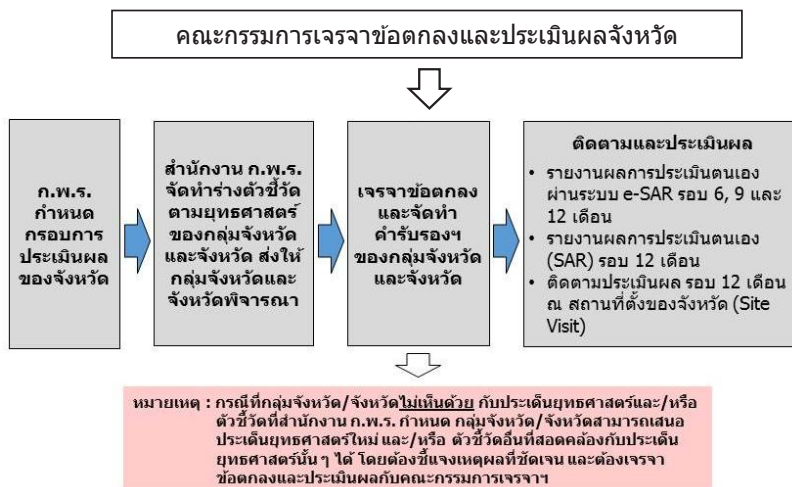 คณะกรรมการเจรจาข้อตกลงและประเมินผลจังหวัด
ก.พ.ร.
กำหนด
กรอบการ
ประเมินผล
ของจังหวัด
สำนักงาน ก.พ.ร.
จัดทำร่างตัวชี้วัด
ตามยุทธศาสตร์
ของกลุ่มจังหวัด
และจังหวัด ส่งให้
กลุ่มจังหวัดและ
จังหวัดพิจารณา
เจรจาข้อตกลง
และจัดทำ
คำรับรองฯ
ของกลุ่มจังหวัด
และจังหวัด
ติดตามและประเมินผล
• รายงานผลการประเมินตนเอง
ผ่านระบบ e-SAR รอบ 6, 9 และ
12 เดือน
• รายงานผลการประเมินตนเอง
(SAR) รอบ 12 เดือน
• ติดตามประเมินผล รอบ 12 เดือน
ณ สถานที่ตั้งของจังหวัด (Site
Visit)
หมายเหตุ : กรณีที่กลุ่มจังหวัด/จังหวัดไม่เห็นด้วย กับประเด็นยุทธศาสตร์และ/หรือ
ตัวชี้วัดที่สำนักงาน ก.พ.ร. กำหนด กลุ่มจังหวัด/จังหวัดสามารถเสนอ
ประเด็นยุทธศาสตร์ใหม่ และ/หรือ ตัวชี้วัดอื่นที่สอดคล้องกับประเด็น
ยุทธศาสตร์นั้น ๆ ได้ โดยต้องชี้แจงเหตุผลที่ชัดเจน และต้องเจรจา
ข้อตกลงและประเมินผลกับคณะกรรมการเจรจาฯ